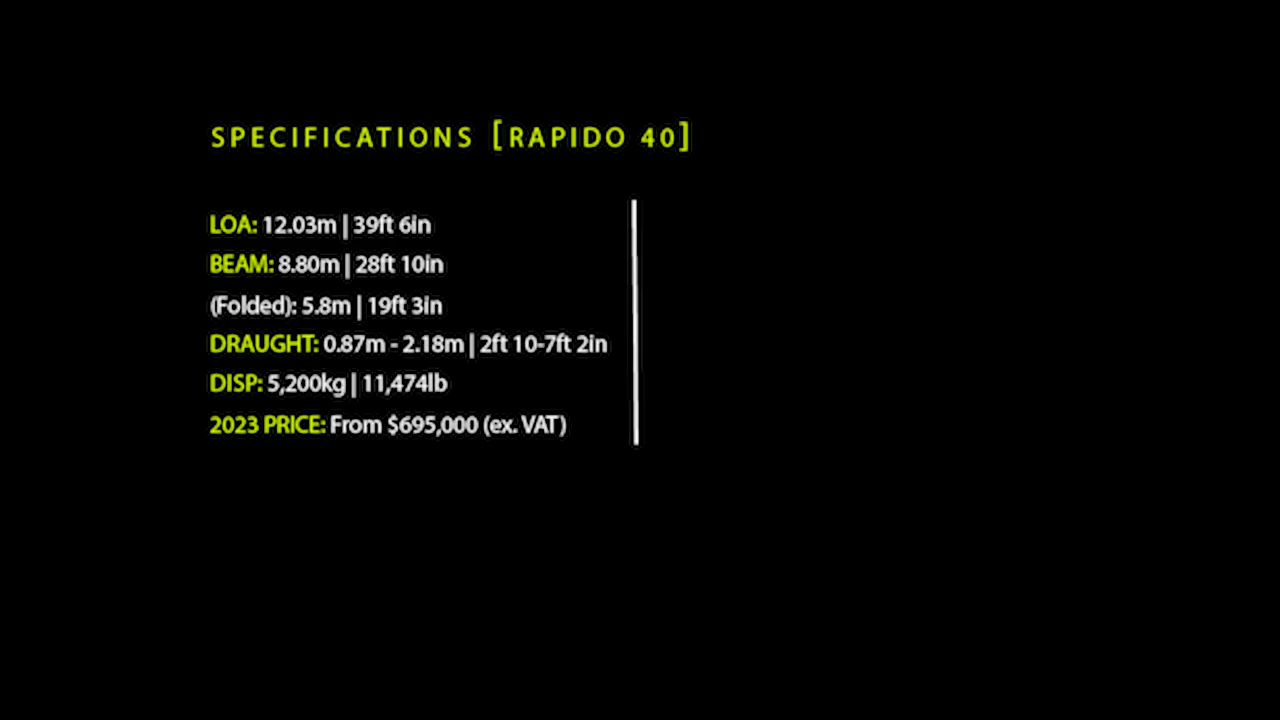 SPECIFICATIONS [RAPIDO 40]
LOA: 12.03m | 39ft 6in
BEAM: 8.80m | 28ft 10in
(Folded): 5.8m | 19ft 3in
DRAUGHT: 0.87m - 2.18m | 2ft 10-7ft 2in
DISP: 5,200kg | 11,474lb
2023 PRICE: From $695,000 (ex. VAT)